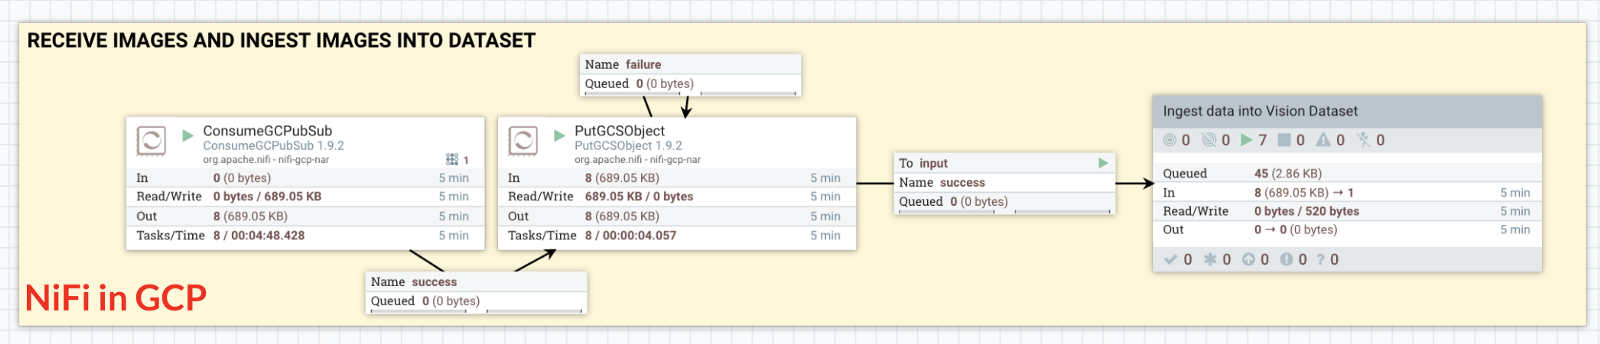 RECEIVE IMAGES AND INGEST IMAGES INTO DATASET
Name failure
Queued 0 (0 bytes)
ConsumeGCPubSub
ConsumeGCPubSub 1.9.2
org.apache.nifi - nifi-gcp-nar
1
In 0 (0 bytes) 5 min
Read/Write 0 bytes / 689.05 KB 5 min
Out 8 (689.05 KB) 5 min
Tasks/Time 8 / 00:04:48.428 5 min
Name success
Queued 0 (0 bytes)
PutGCSObject
PutGCSObject 1.9.2
org.apache.nifi - nifi-gcp-nar
In 8 (689.05 KB) 5 min
Read/Write 689.05 KB / 0 bytes 5 min
Out 8 (689.05 KB) 5 min
Tasks/Time 8 / 00:00:04.057 5 min
To input
Name success
Queued 0 (0 bytes)
Ingest data into Vision Dataset
0 0 7 0 0 0
Queued 45 (2.86 KB)
In 8 (689.05 KB) → 1 5 min
Read/Write 0 bytes / 520 bytes 5 min
Out 0 → 0 (0 bytes) 5 min
0 0 0 0 ? 0
NiFi in GCP